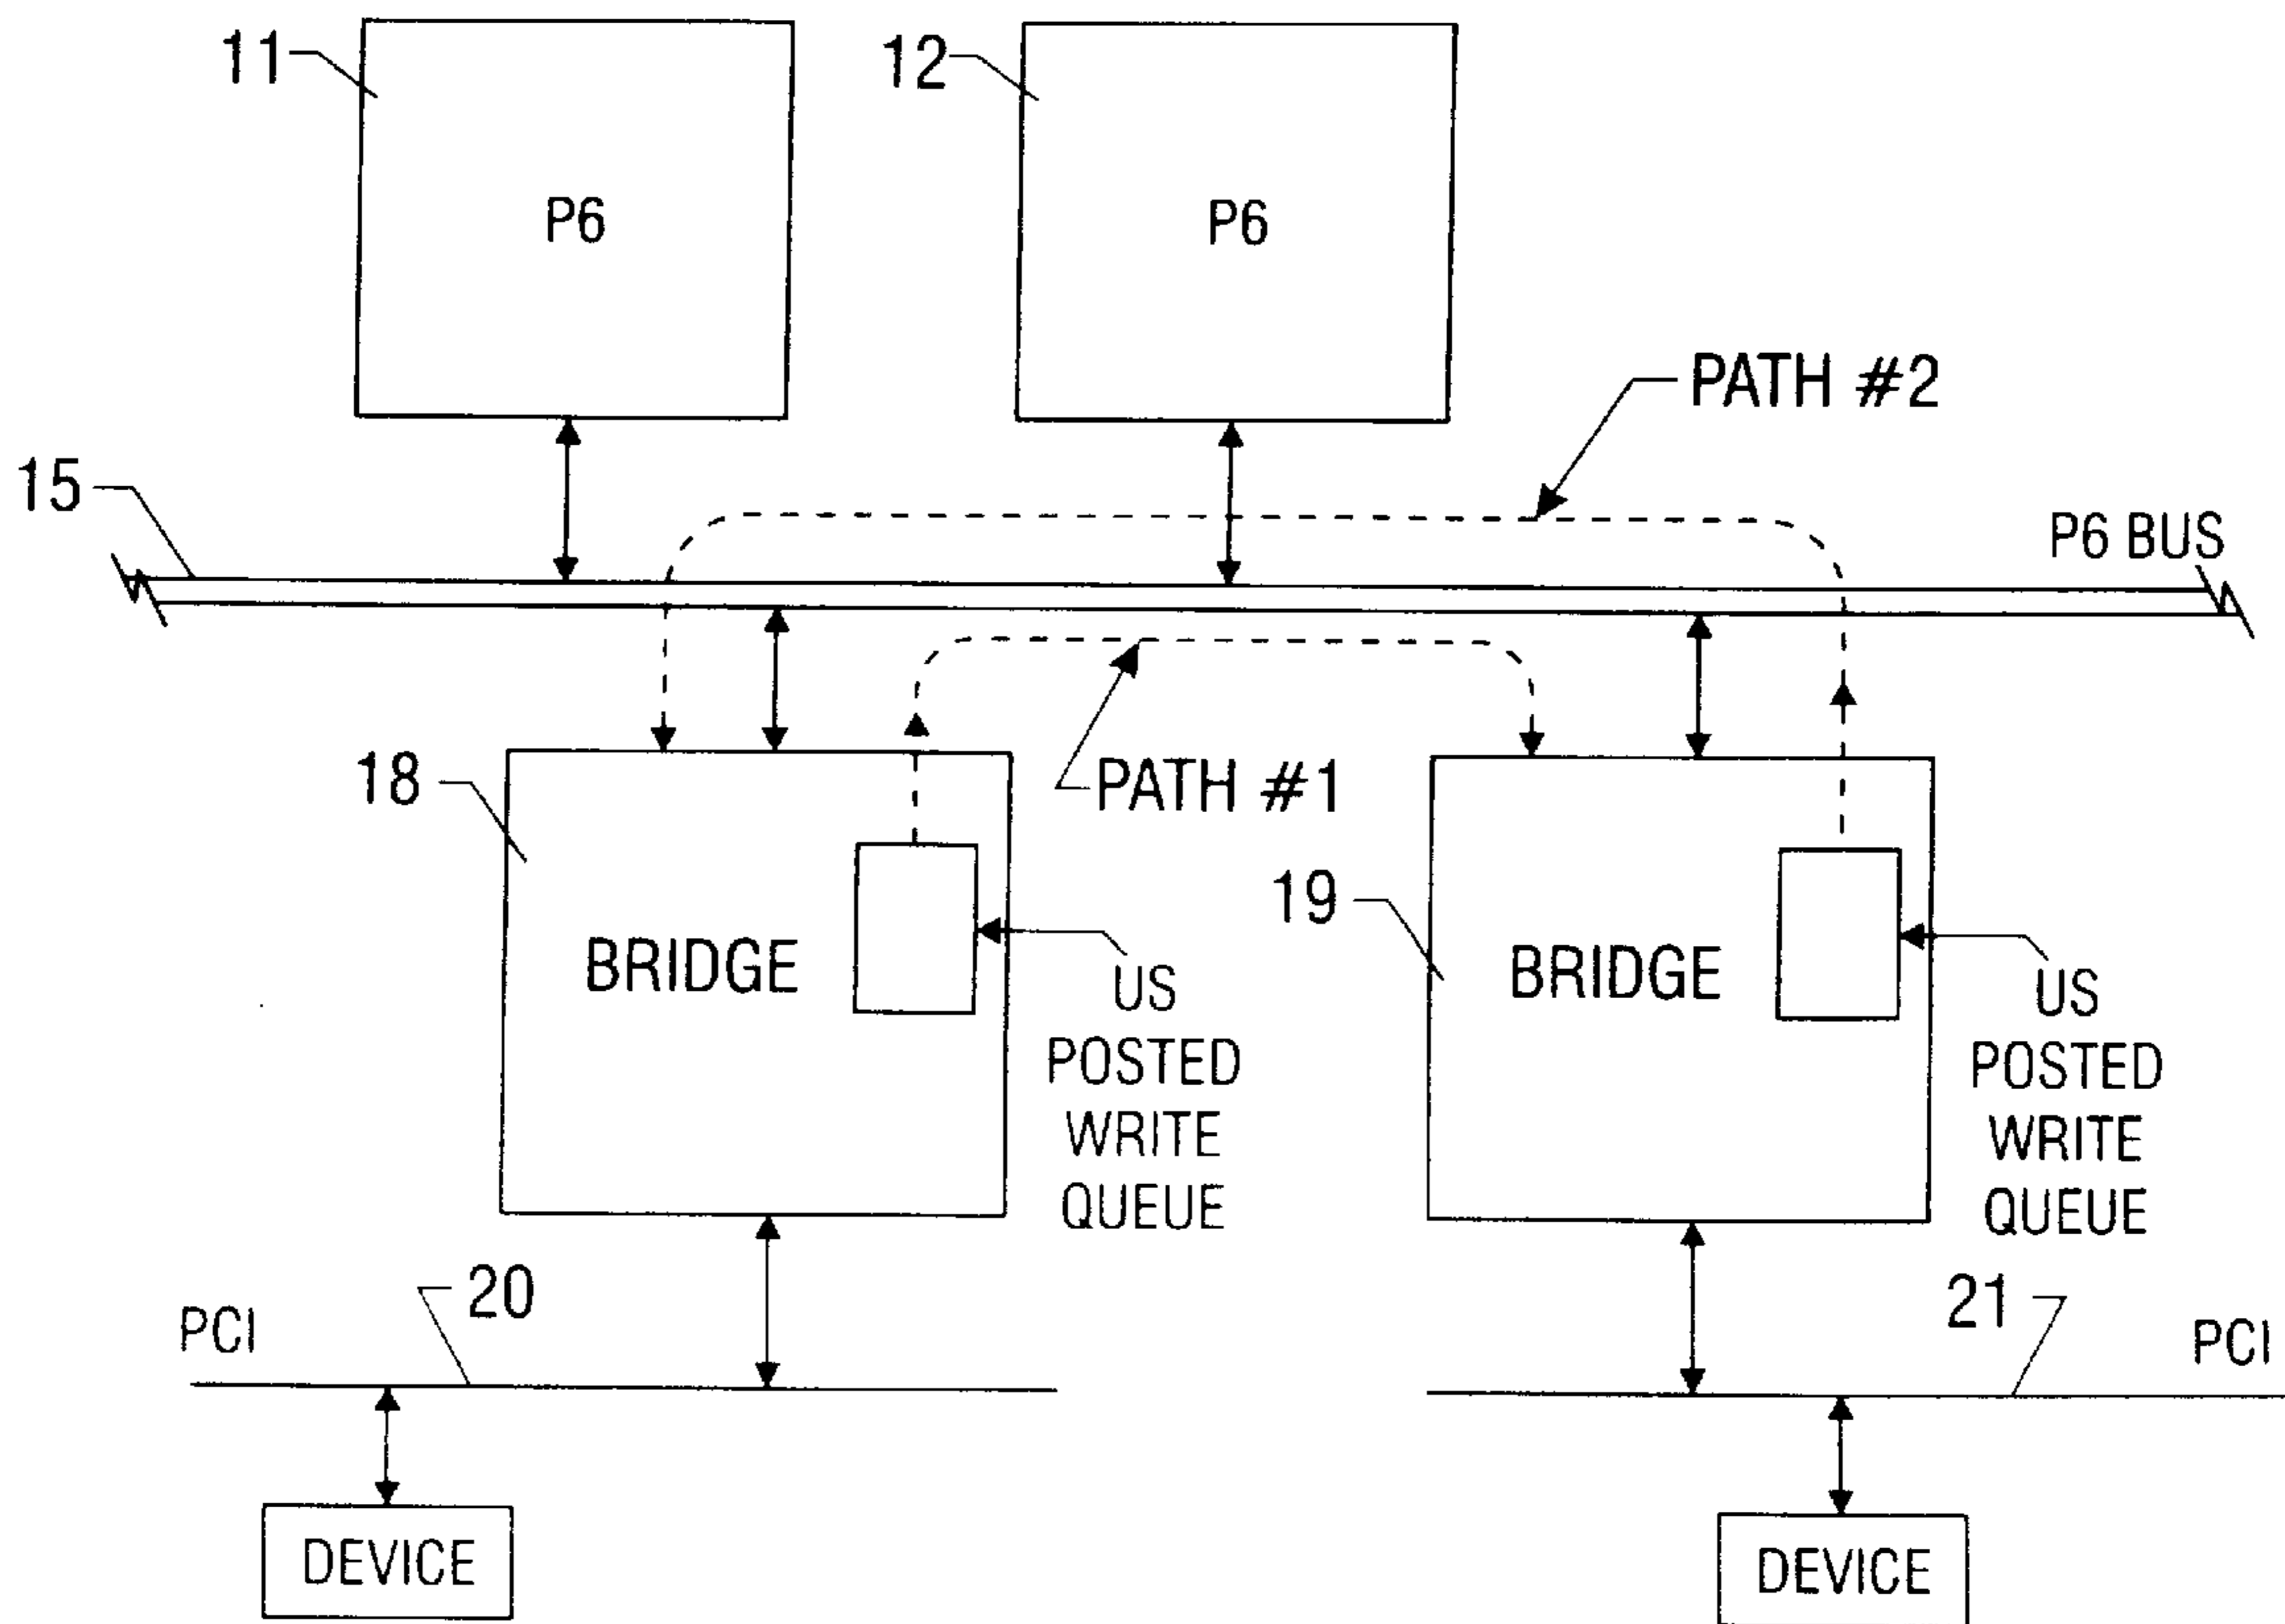 11
12
P6
P6
PATH #2
15
P6 BUS
18
PATH #1
19
BRIDGE
US
POSTED
WRITE
QUEUE
BRIDGE
US
POSTED
WRITE
QUEUE
PCI
20
21
PCI
DEVICE
DEVICE